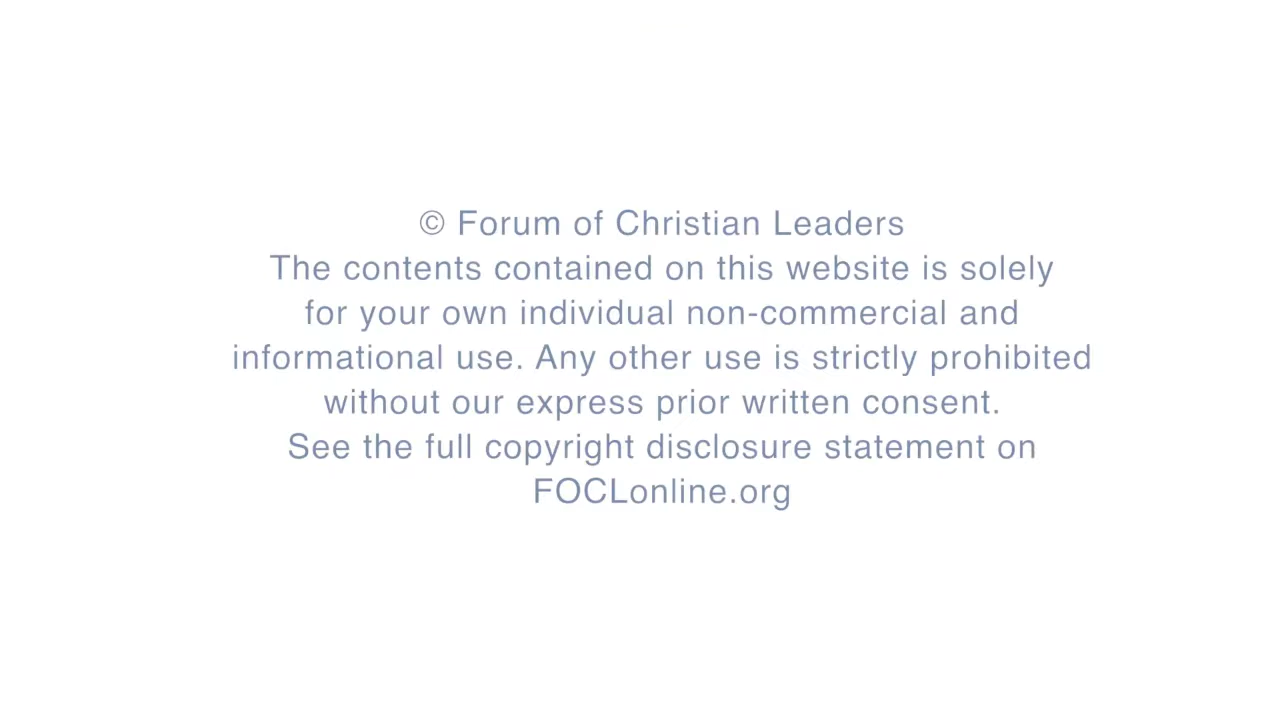 © Forum of Christian Leaders
The contents contained on this website is solely
for your own individual non-commercial and
informational use. Any other use is strictly prohibited
without our express prior written consent.
See the full copyright disclosure statement on
FOCLonline.org